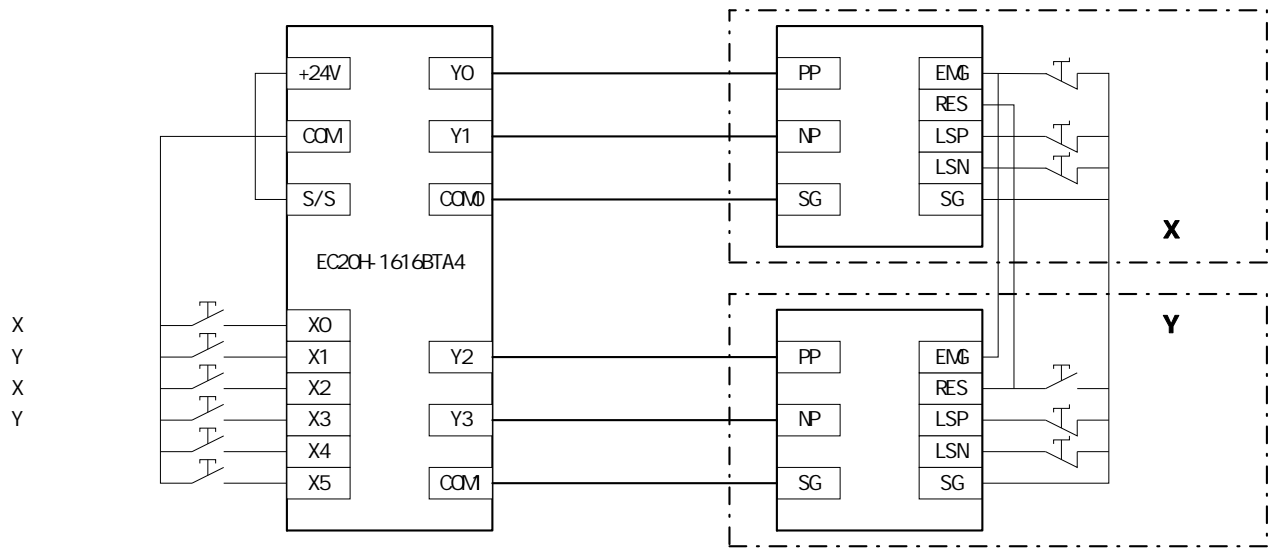 +24V Y0 PP EMG
RES
COM Y1 NP LSP
LSN
S/S COM0 SG SG
X
EC20H-1616BTA4
X X0 Y
Y X1 Y2 PP EMG
X X2 RES
Y X3 Y3 NP LSP
X4 LSN
X5 COM1 SG SG